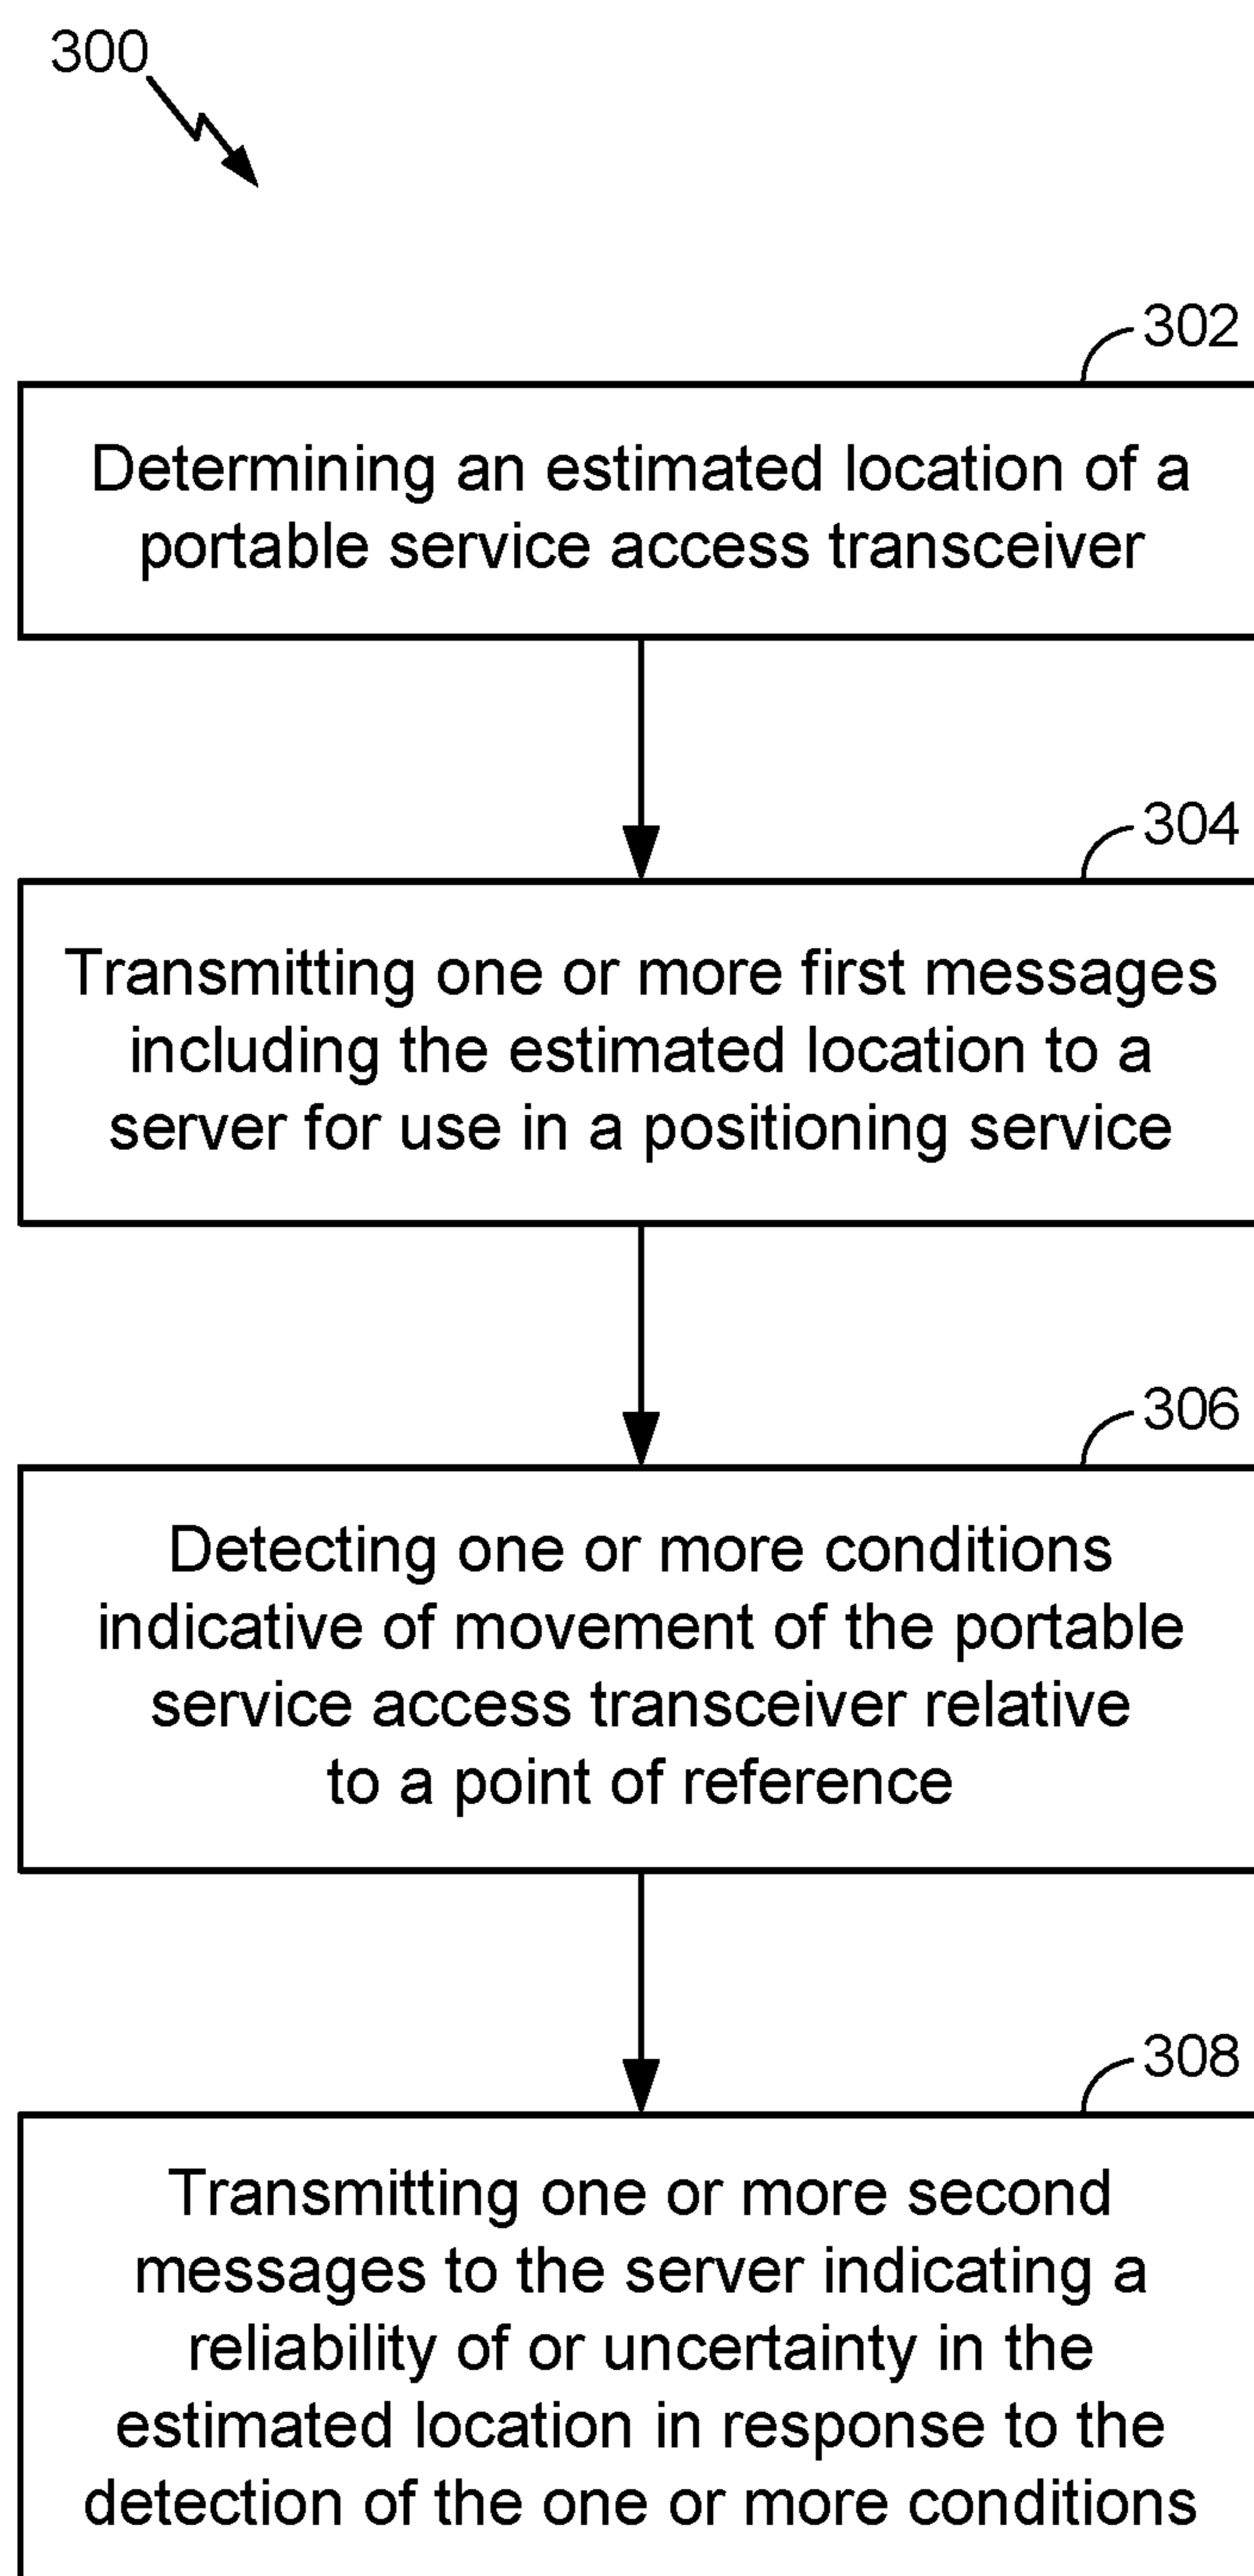 300
302
Determining an estimated location of a
portable service access transceiver
304
Transmitting one or more first messages
including the estimated location to a
server for use in a positioning service
306
Detecting one or more conditions
indicative of movement of the portable
service access transceiver relative
to a point of reference
308
Transmitting one or more second
messages to the server indicating a
reliability of or uncertainty in the
estimated location in response to the
detection of the one or more conditions